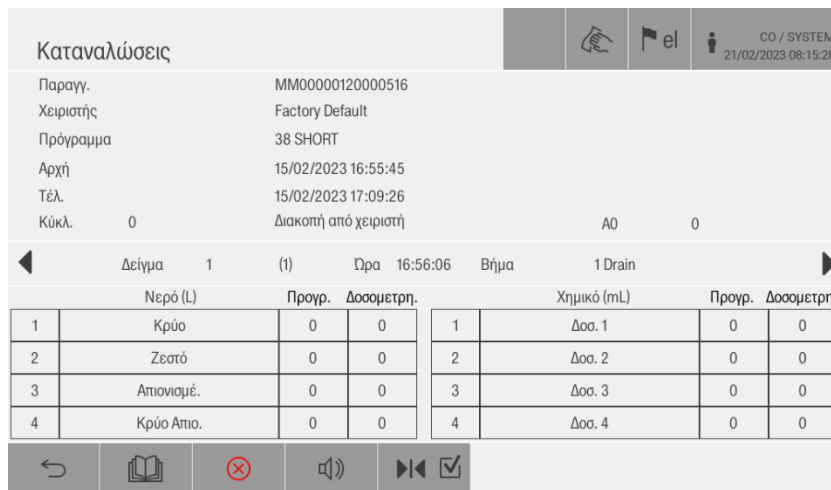 Καταναλώσεις
el
CO / SYSTEM
21/02/2023 08:15:28
Παραγγ. MM00000120000516
Χειριστής Factory Default
Πρόγραμμα 38 SHORT
Αρχή 15/02/2023 16:55:45
Τέλ. 15/02/2023 17:09:26
Κύκλ. 0 Διακοπή από χειριστή A0 0
Δείγμα 1 (1) Ώρα 16:56:06 Βήμα 1 Drain
Νερό (L) Προγρ. Δοσομετρη. Χημικό (mL) Προγρ. Δοσομετρη
1 Κρύο 0 0 1 Δοσ. 1 0 0
2 Ζεστό 0 0 2 Δοσ. 2 0 0
3 Απιονισμέ. 0 0 3 Δοσ. 3 0 0
4 Κρύο Απιο. 0 0 4 Δοσ. 4 0 0